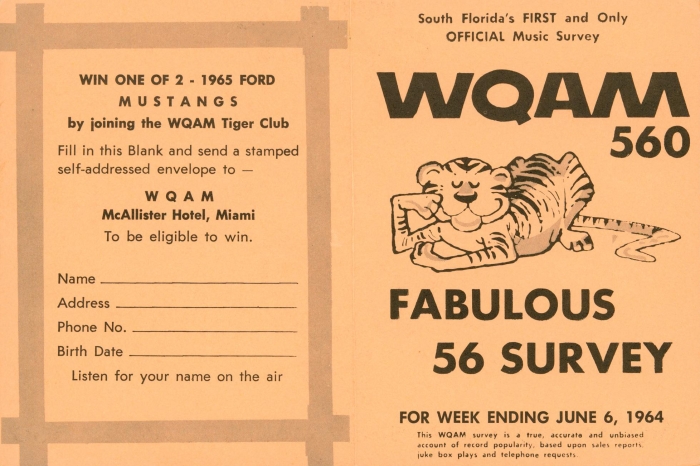 WIN ONE OF 2 - 1965 FORD
MUSTANGS
by joining the WQAM Tiger Club
Fill in this Blank and send a stamped
self-addressed envelope to —
WQAM
McAllister Hotel, Miami
To be eligible to win.
Name
Address
Phone No.
Birth Date
Listen for your name on the air
South Florida's FIRST and Only
OFFICIAL Music Survey
WQAM
560
FABULOUS
56 SURVEY
FOR WEEK ENDING JUNE 6, 1964
This WQAM survey is a true, accurate and unbiased
account of record popularity, based upon sales reports,
juke box plays and telephone requests.